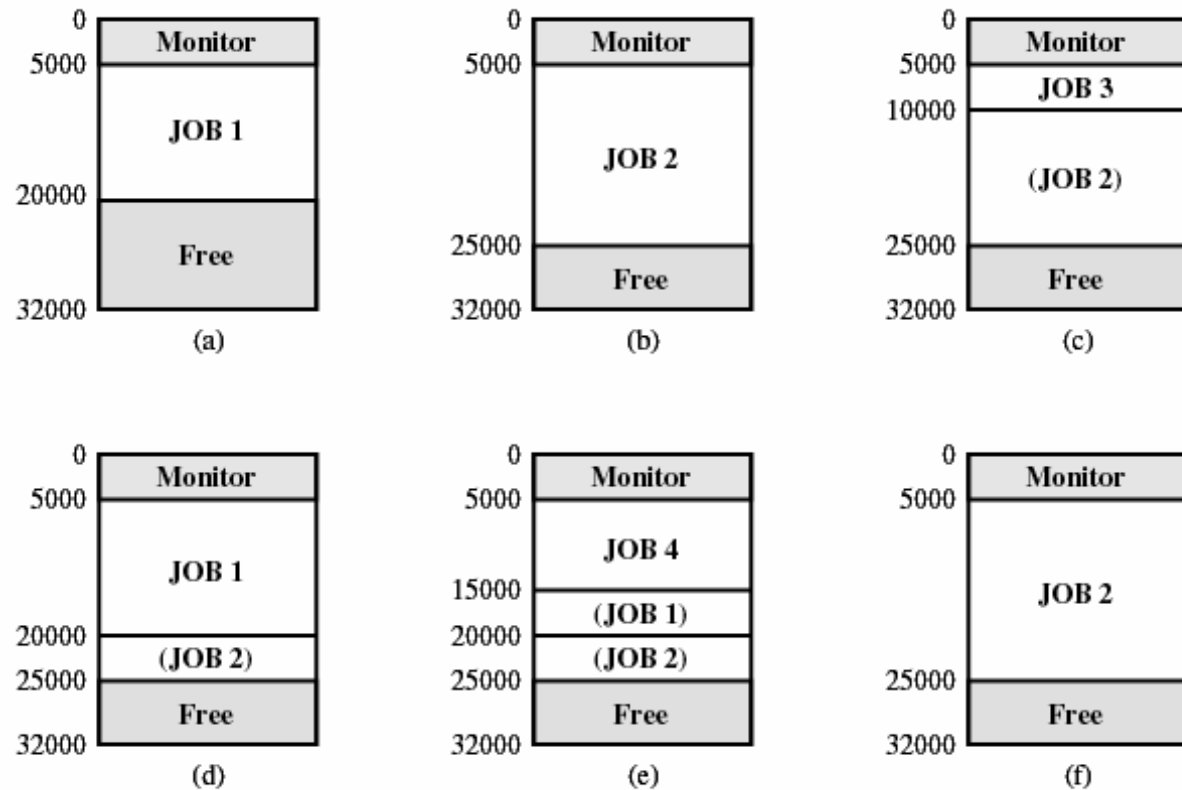 0
Monitor
5000
JOB 1
20000
Free
32000
(a)
0
Monitor
5000
JOB 2
25000
Free
32000
(b)
0
Monitor
5000
JOB 3
10000
(JOB 2)
25000
Free
32000
(c)
0
Monitor
5000
JOB 1
20000
(JOB 2)
25000
Free
32000
(d)
0
Monitor
5000
JOB 4
15000
(JOB 1)
20000
(JOB 2)
25000
Free
32000
(e)
0
Monitor
5000
JOB 2
25000
Free
32000
(f)